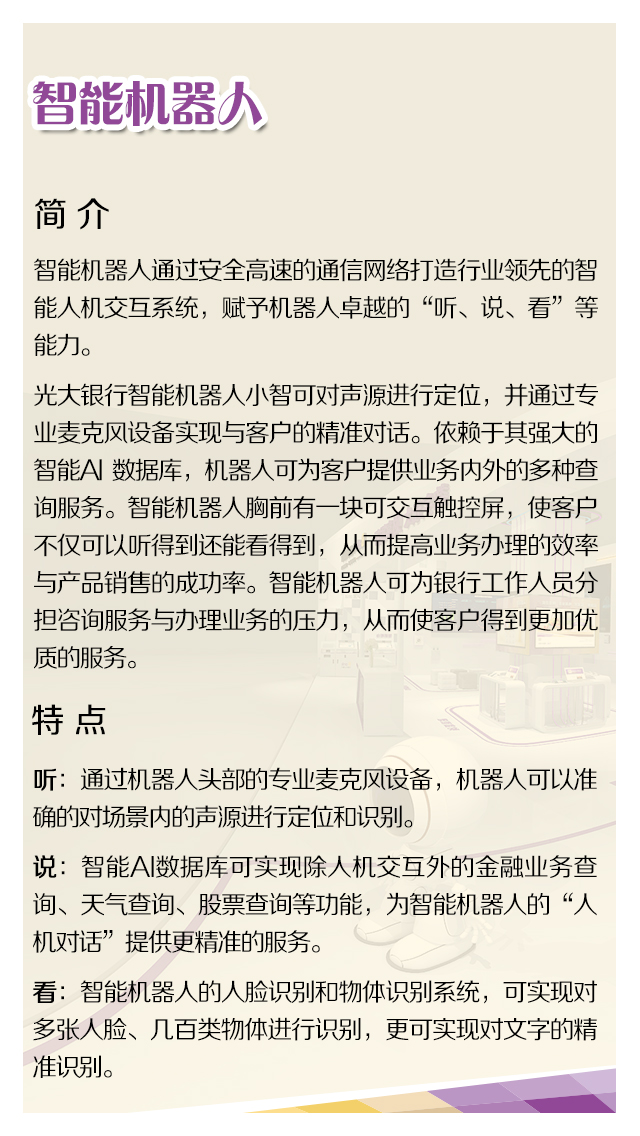 智能机器人
简介
智能机器人通过安全高速的通信网络打造行业领先的智
能人机交互系统，赋予机器人卓越的“听、说、看”等
能力。
光大银行智能机器人小智可对声源进行定位，并通过专
业麦克风设备实现与客户的精准对话。依赖于其强大的
智能AI 数据库，机器人可为客户提供业务内外的多种查
询服务。智能机器人胸前有一块可交互触控屏，使客户
不仅可以听得到还能看得到，从而提高业务办理的效率
与产品销售的成功率。智能机器人可为银行工作人员分
担咨询服务与办理业务的压力，从而使客户得到更加优
质的服务。
特点
听：通过机器人头部的专业麦克风设备，机器人可以准
确的对场景内的声源进行定位和识别。
说：智能AI数据库可实现除人机交互外的金融业务查
询、天气查询、股票查询等功能，为智能机器人的“人
机对话”提供更精准的服务。
看：智能机器人的人脸识别和物体识别系统，可实现对
多张人脸、几百类物体进行识别，更可实现对文字的精
准识别。